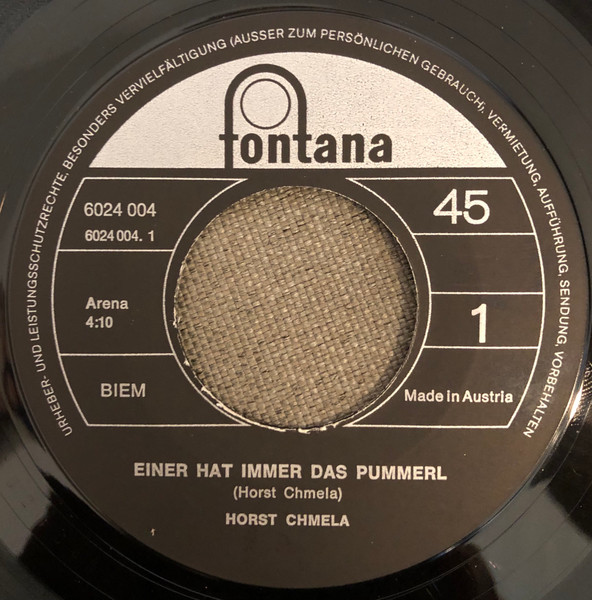 URHEBER- UND LEISTUNGSSCHUTZRECHTE, BESONDERS VERVIELFÄLTIGUNG (AUSSER ZUM PERSÖNLICHEN GEBRAUCH), VERMIETUNG, AUFFÜHRUNG, SENDUNG, VORBEHALTEN
fontana
6024 004
6024 004. 1
45
Arena
4:10
1
BIEM
Made in Austria
EINER HAT IMMER DAS PUMMERL
(Horst Chmela)
HORST CHMELA
1